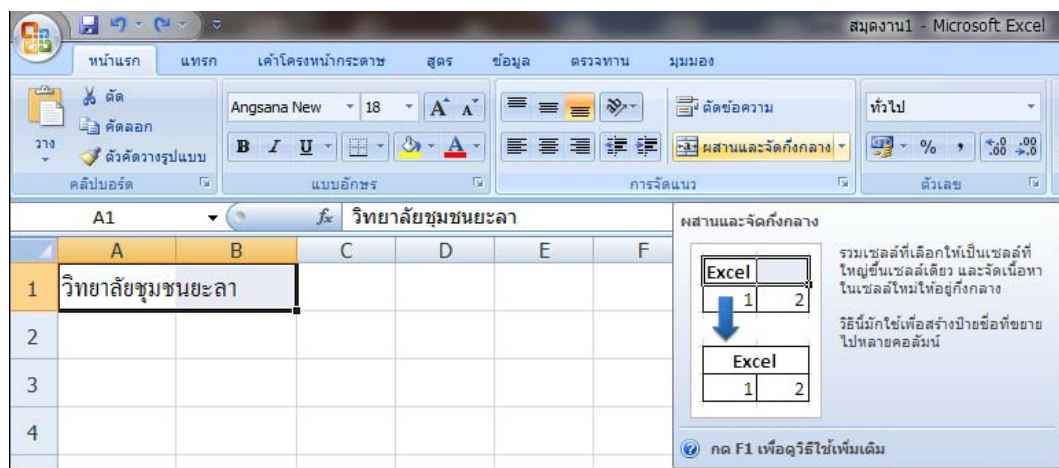 สมุดงาน1 - Microsoft Excel
หน้าแรก แทรก เค้าโครงหน้ากระดาษ สูตร ข้อมูล ตรวจทาน มุมมอง
วาง
ตัด
คัดลอก
ตัวคัดวางรูปแบบ
คลิปบอร์ด
Angsana New 18 A A
B I U A
แบบอักษร
ตัดข้อความ
ผสานและจัดกึ่งกลาง
การจัดแนว
ทั่วไป
% , .0 .00 .00 .0
ตัวเลข
A1 fx วิทยาลัยชุมชนยะลา
A B C D E F
1 วิทยาลัยชุมชนยะลา
2
3
4
ผสานและจัดกึ่งกลาง
Excel
1 2
Excel
1 2
รวมเซลล์ที่เลือกให้เป็นเซลล์ที่
ใหญ่ขึ้นเซลล์เดียว และจัดเนื้อหา
ในเซลล์ใหม่ให้อยู่กึ่งกลาง
วิธีนี้มักใช้เพื่อสร้างป้ายชื่อที่ขยาย
ไปหลายคอลัมน์
กด F1 เพื่อดูวิธีใช้เพิ่มเติม